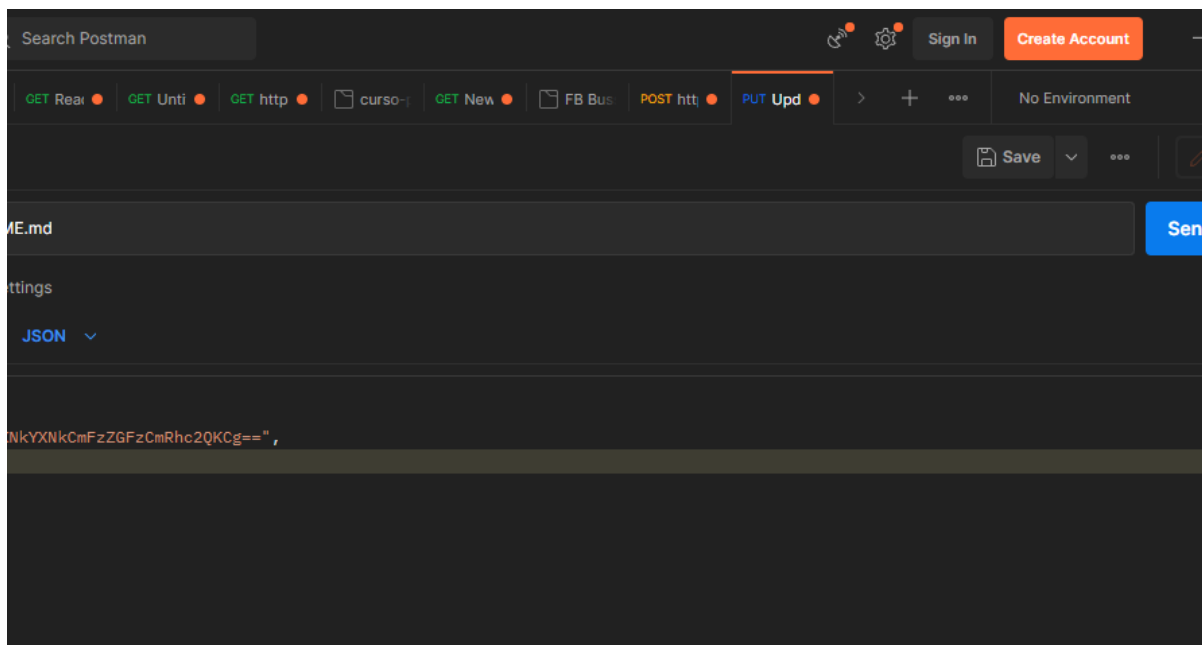 Search Postman
Sign In
Create Account
GET Rea
GET Unti
GET http
curso-
GET New
FB Bus
POST htt
PUT Upd
No Environment
Save
ME.md
Sen
ettings
JSON
NkYXNkCmFzZGFzCmRhc2QKCg==",